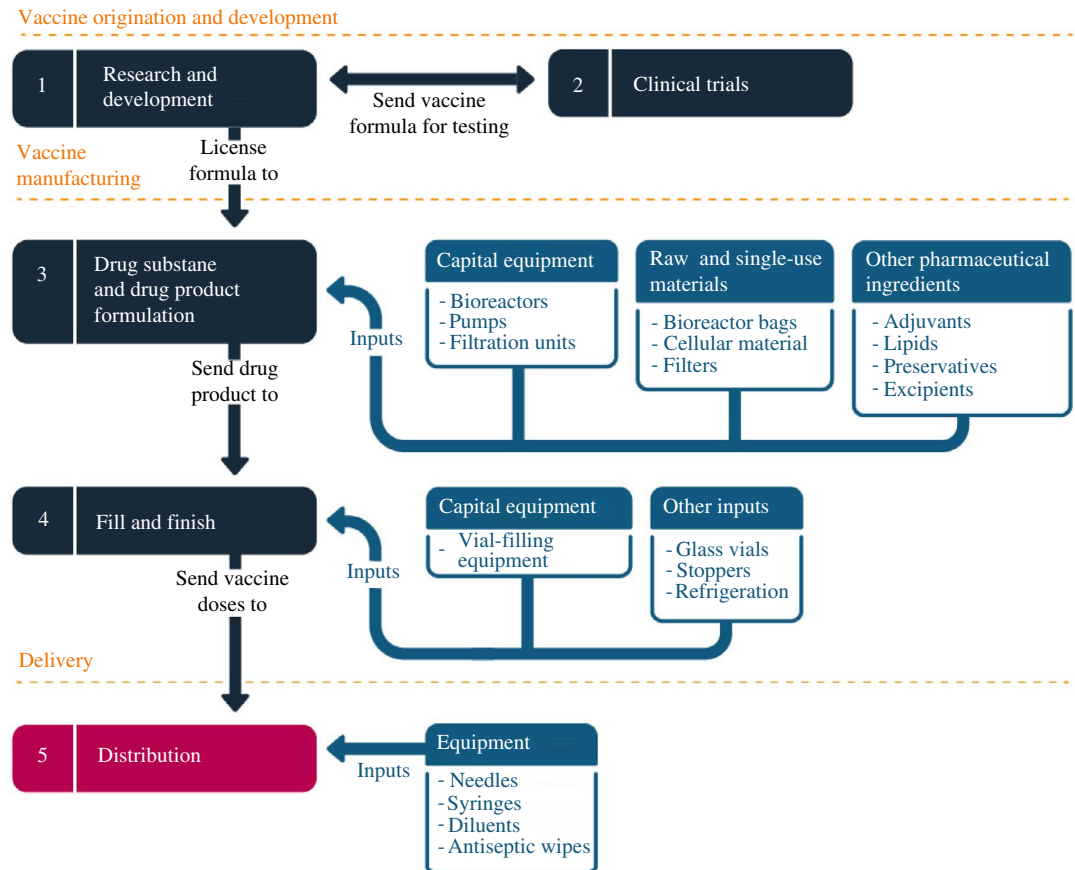 Vaccine origination and development
1
Research and
development
Send vaccine
formula for testing
2
Clinical trials
License
formula to
Vaccine
manufacturing
3
Drug substane
and drug product
formulation
Inputs
Capital equipment
- Bioreactors
- Pumps
- Filtration units
Raw and single-use
materials
- Bioreactor bags
- Cellular material
- Filters
Other pharmaceutical
ingredients
- Adjuvants
- Lipids
- Preservatives
- Excipients
Send drug
product to
4
Fill and finish
Inputs
Capital equipment
- Vial-filling
equipment
Other inputs
- Glass vials
- Stoppers
- Refrigeration
Send vaccine
doses to
Delivery
5
Distribution
Inputs
Equipment
- Needles
- Syringes
- Diluents
- Antiseptic wipes